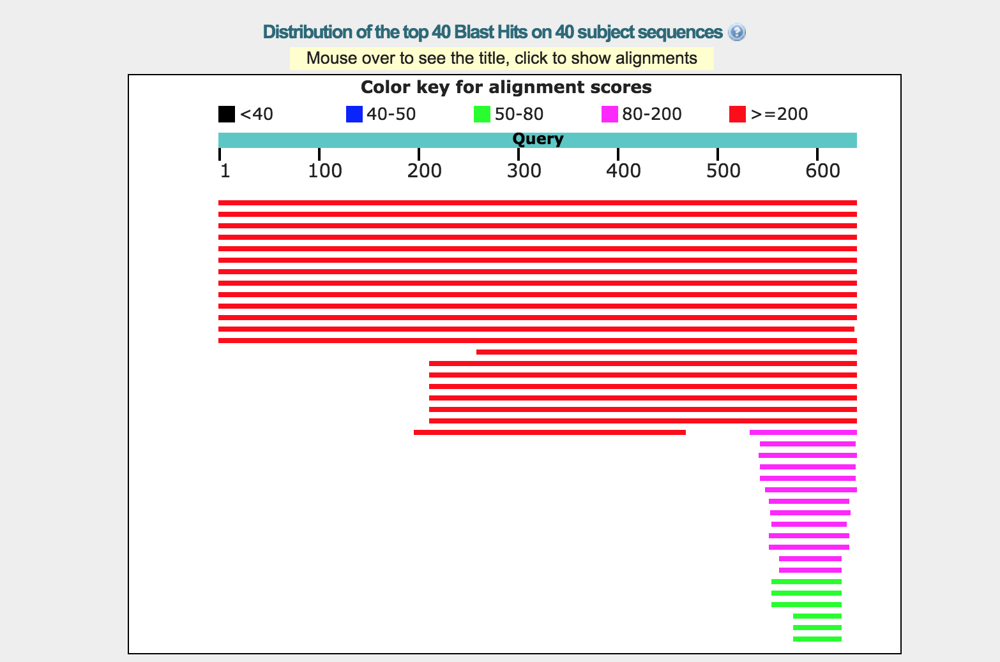 Distribution of the top 40 Blast Hits on 40 subject sequences ?
Mouse over to see the title, click to show alignments
Color key for alignment scores
<40 40-50 50-80 80-200 >=200
Query
1 100 200 300 400 500 600